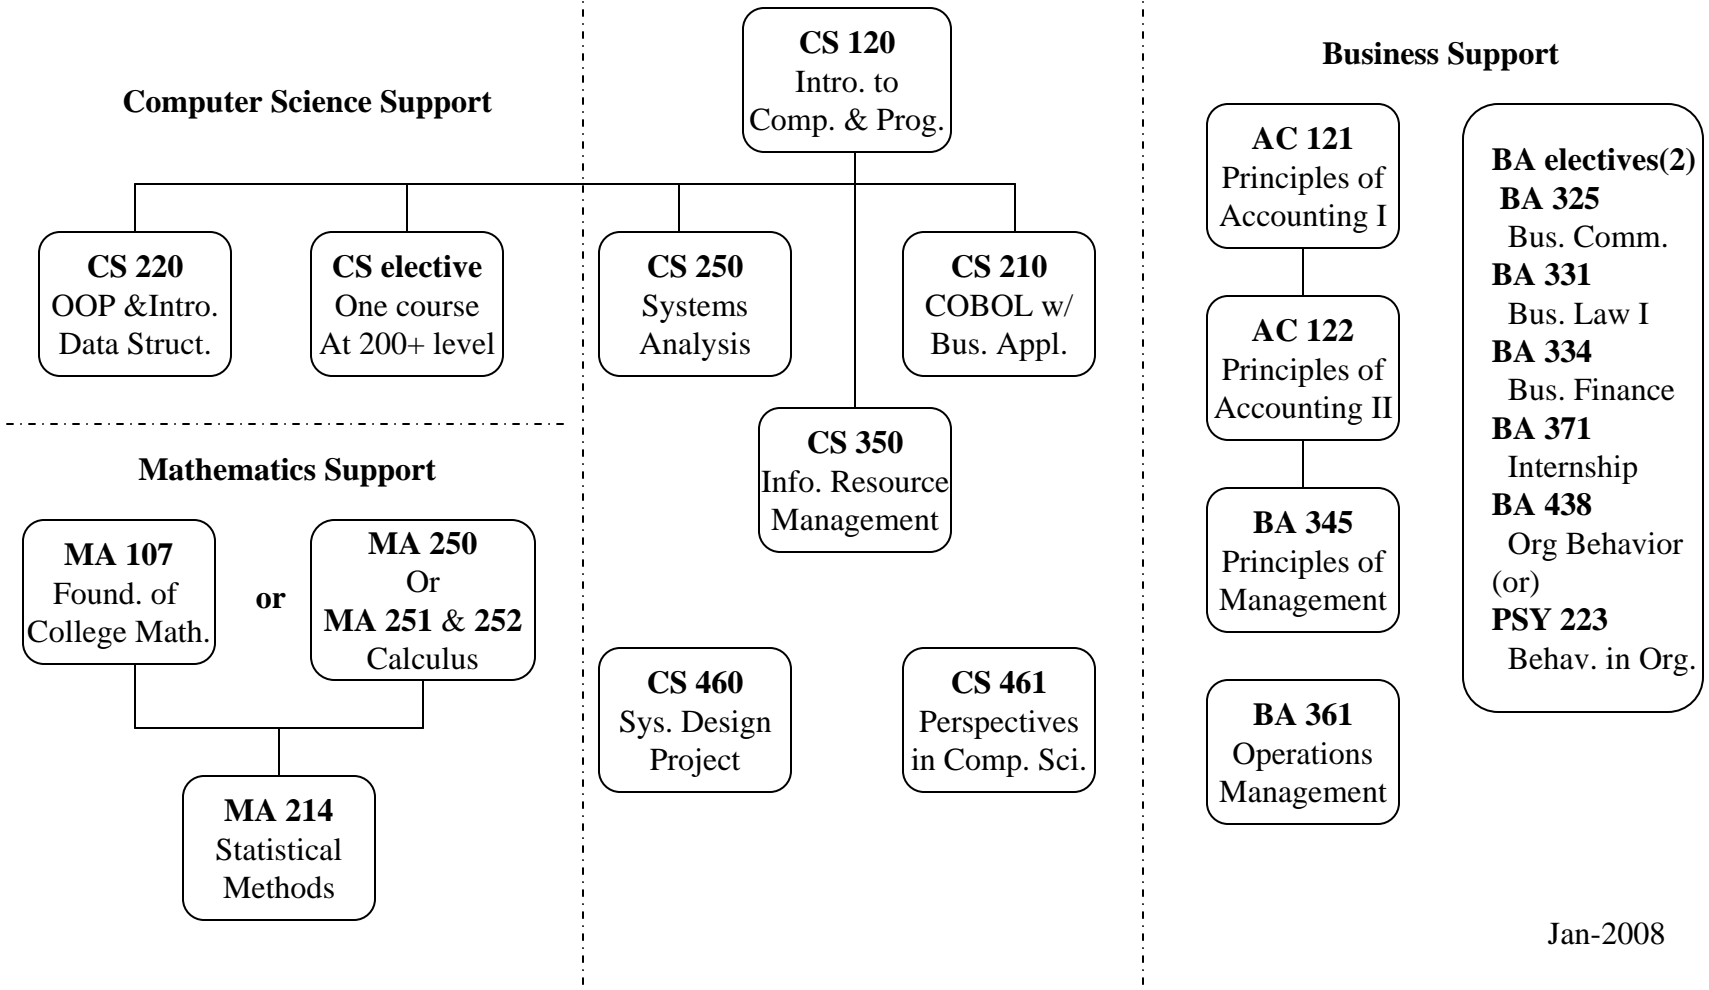 Computer Science Support
CS 220
OOP &Intro.
Data Struct.
CS elective
One course
At 200+ level
Mathematics Support
MA 107
Found. of
College Math.
or
MA 250
Or
MA 251 & 252
Calculus
MA 214
Statistical
Methods
CS 120
Intro. to
Comp. & Prog.
CS 250
Systems
Analysis
CS 210
COBOL w/
Bus. Appl.
CS 350
Info. Resource
Management
CS 460
Sys. Design
Project
CS 461
Perspectives
in Comp. Sci.
Business Support
AC 121
Principles of
Accounting I
AC 122
Principles of
Accounting II
BA 345
Principles of
Management
BA 361
Operations
Management
BA electives(2)
BA 325
Bus. Comm.
BA 331
Bus. Law I
BA 334
Bus. Finance
BA 371
Internship
BA 438
Org Behavior
(or)
PSY 223
Behav. in Org.
Jan-2008